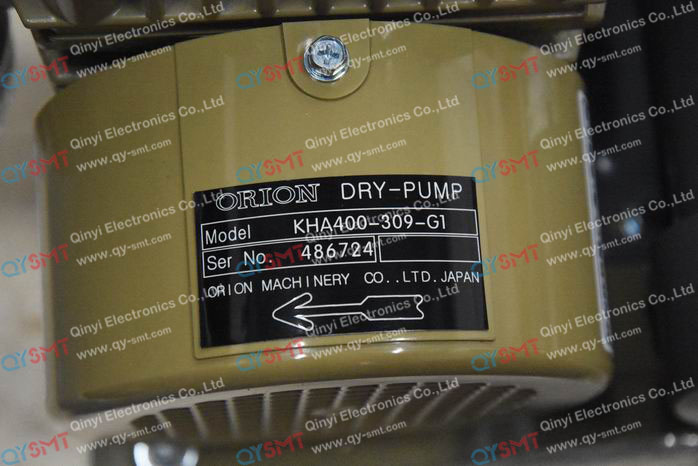 ORION DRY-PUMP
Model KHA400-309-G1
Ser No. 486724
ORION MACHINERY CO.,LTD.JAPAN
QYSMT
Qinyi Electronics Co.,Ltd
www.qy-smt.com